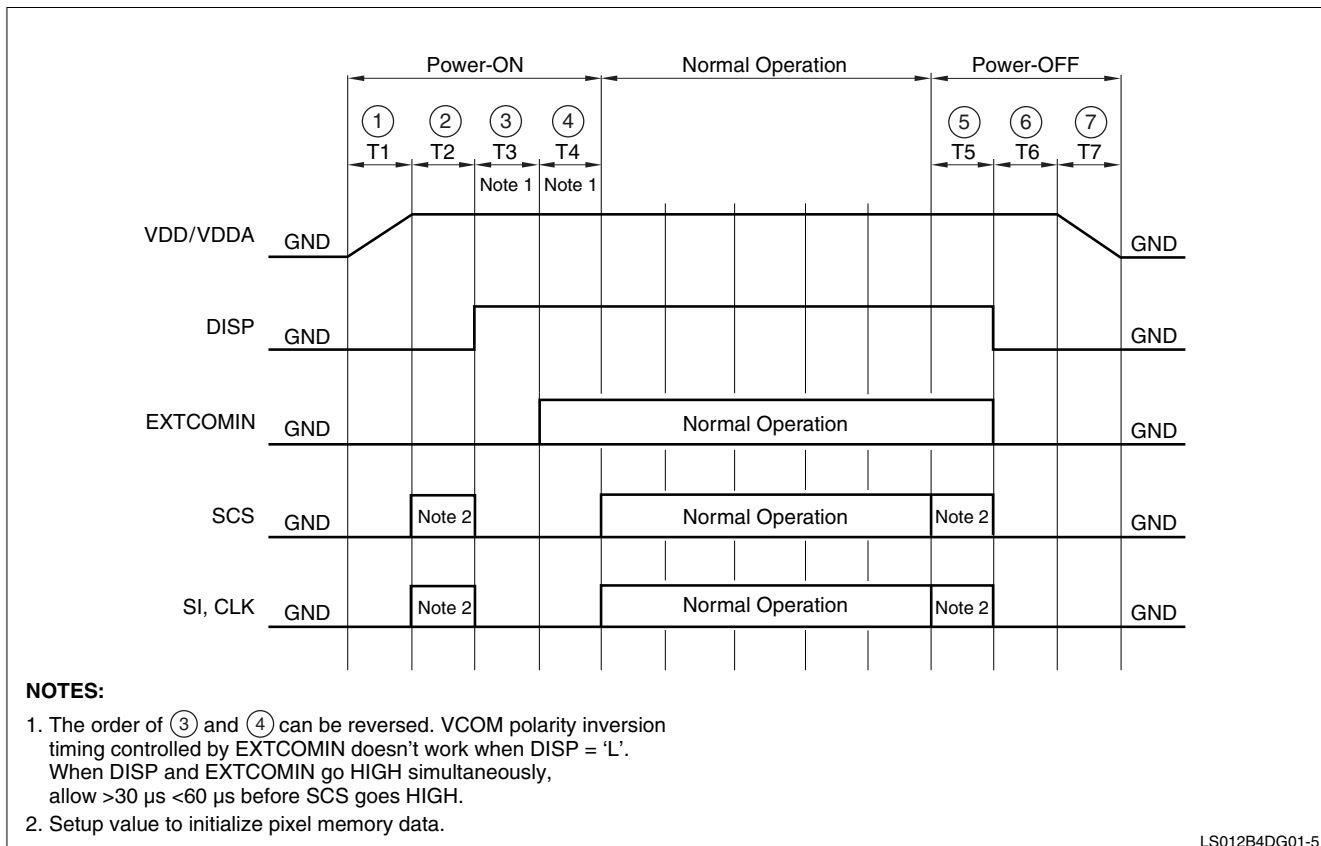 Power-ON Normal Operation Power-OFF
1 2 3 4 5 6 7
T1 T2 T3 T4 T5 T6 T7
Note 1 Note 1
VDD/VDDA GND GND
DISP GND GND
EXTCOMIN GND Normal Operation GND
SCS GND Note 2 Normal Operation Note 2 GND
SI, CLK GND Note 2 Normal Operation Note 2 GND
NOTES:
1. The order of 3 and 4 can be reversed. VCOM polarity inversion
timing controlled by EXTCOMIN doesn't work when DISP = ‘L’.
When DISP and EXTCOMIN go HIGH simultaneously,
allow >30 µs <60 µs before SCS goes HIGH.
2. Setup value to initialize pixel memory data.
LS012B4DG01-5